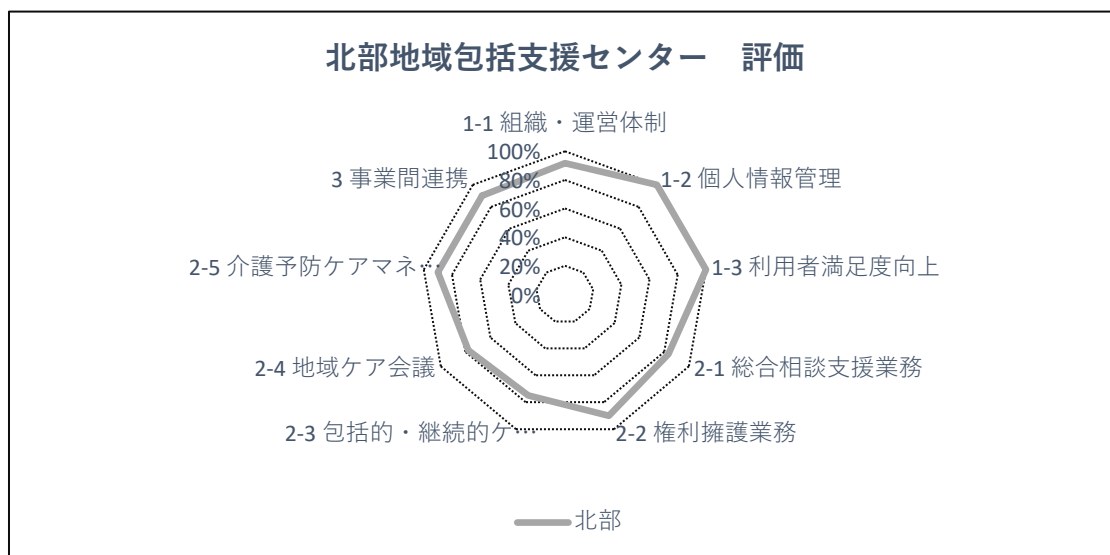 北部地域包括支援センター　評価
1-1 組織・運営体制
100%
3 事業間連携
80%
1-2 個人情報管理
60%
40%
2-5 介護予防ケアマネ…
20%
1-3 利用者満足度向上
0%
2-4 地域ケア会議
2-1 総合相談支援業務
2-3 包括的・継続的ケ…
2-2 権利擁護業務
北部